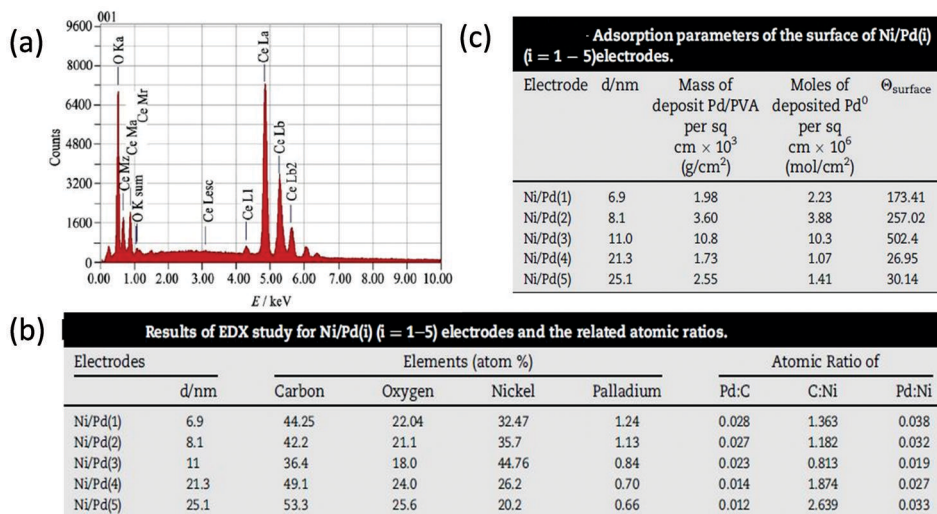 (a)
001
9600
8000
6400
4800
3200
1600
0
Counts
O Ka
Ce Mz
Ce Ma
Ce Mr
O K sum
Ce Lesc
Ce L1
Ce La
Ce Lb
Ce Lb2
0.00 1.00 2.00 3.00 4.00 5.00 6.00 7.00 8.00 9.00 10.00
E / keV
(c)
Adsorption parameters of the surface of Ni/Pd(i)
(i = 1 – 5)electrodes.
Electrode d/nm Mass of Moles of Θsurface
deposit Pd/PVA deposited Pd⁰
per sq per sq
cm × 10³ cm × 10⁶
(g/cm²) (mol/cm²)
Ni/Pd(1) 6.9 1.98 2.23 173.41
Ni/Pd(2) 8.1 3.60 3.88 257.02
Ni/Pd(3) 11.0 10.8 10.3 502.4
Ni/Pd(4) 21.3 1.73 1.07 26.95
Ni/Pd(5) 25.1 2.55 1.41 30.14
(b)
Results of EDX study for Ni/Pd(i) (i = 1–5) electrodes and the related atomic ratios.
Electrodes Elements (atom %) Atomic Ratio of
d/nm Carbon Oxygen Nickel Palladium Pd:C C:Ni Pd:Ni
Ni/Pd(1) 6.9 44.25 22.04 32.47 1.24 0.028 1.363 0.038
Ni/Pd(2) 8.1 42.2 21.1 35.7 1.13 0.027 1.182 0.032
Ni/Pd(3) 11 36.4 18.0 44.76 0.84 0.023 0.813 0.019
Ni/Pd(4) 21.3 49.1 24.0 26.2 0.70 0.014 1.874 0.027
Ni/Pd(5) 25.1 53.3 25.6 20.2 0.66 0.012 2.639 0.033